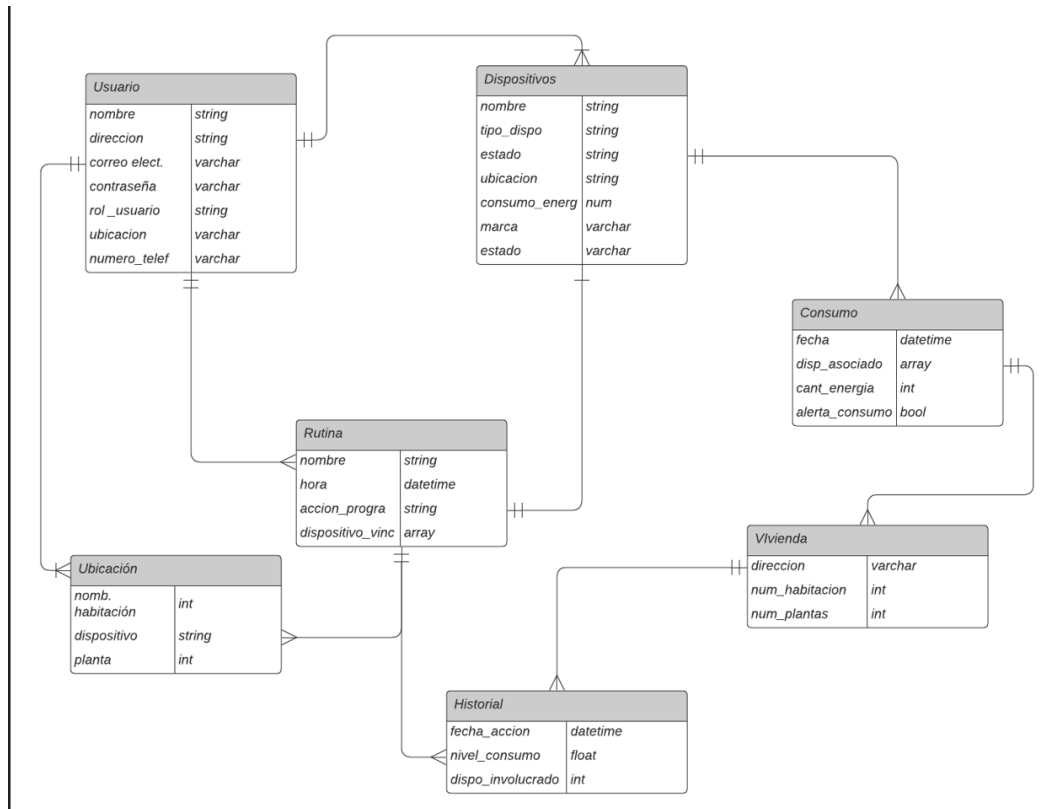 Usuario
nombre string
direccion string
correo elect. varchar
contraseña varchar
rol _usuario string
ubicacion varchar
numero_telef varchar
Dispositivos
nombre string
tipo_dispo string
estado string
ubicacion string
consumo_energ num
marca varchar
estado varchar
Consumo
fecha datetime
disp_asociado array
cant_energia int
alerta_consumo bool
Rutina
nombre string
hora datetime
accion_progra string
dispositivo_vinc array
VIvienda
direccion varchar
num_habitacion int
num_plantas int
Ubicación
nomb.
habitación int
dispositivo string
planta int
Historial
fecha_accion datetime
nivel_consumo float
dispo_involucrado int